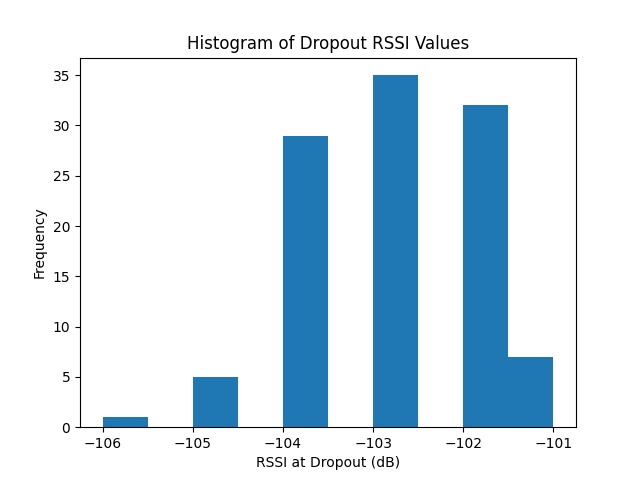 Histogram of Dropout RSSI Values
35
30
25
20
15
10
5
0
Frequency
−106 −105 −104 −103 −102 −101
RSSI at Dropout (dB)